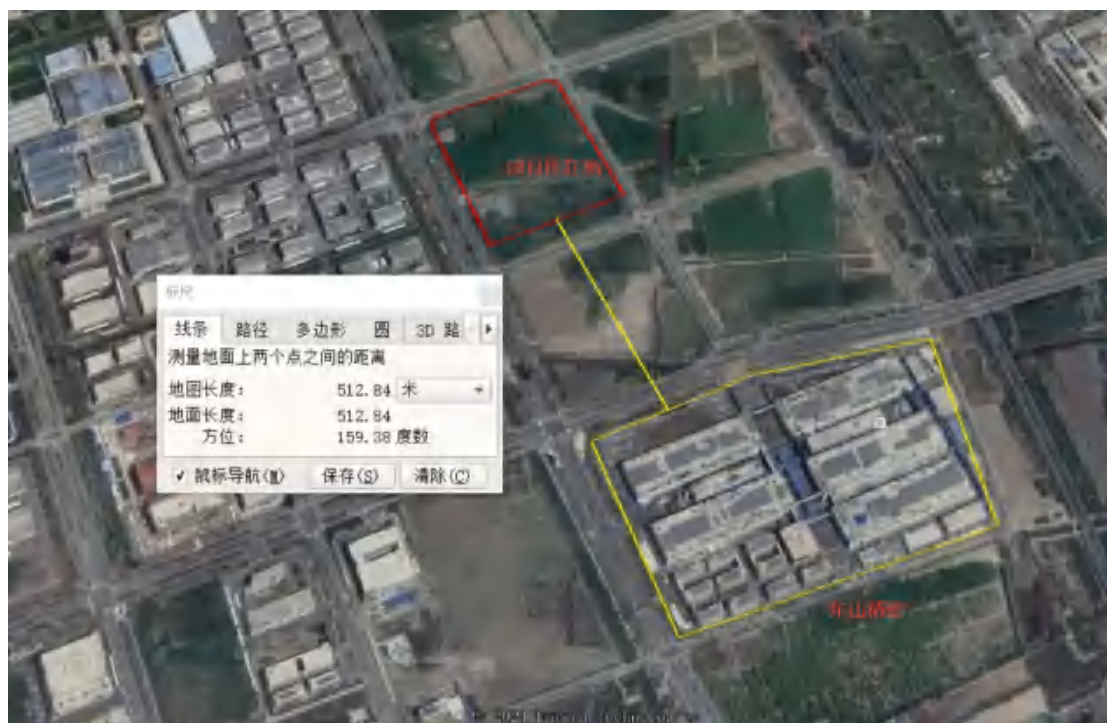 标尺
线条 路径 多边形 圆 3D 路
测量地面上两个点之间的距离
地图长度： 512.84 米
地面长度： 512.84
方位： 159.38 度数
鼠标导航(M) 保存(S) 清除(C)